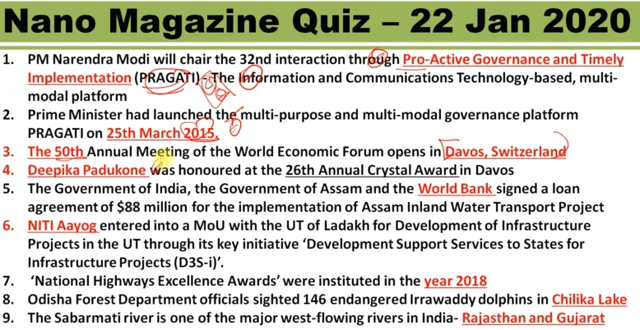 Nano Magazine Quiz – 22 Jan 2020
1. PM Narendra Modi will chair the 32nd interaction through Pro-Active Governance and Timely
Implementation (PRAGATI) -The Information and Communications Technology-based, multi-
modal platform
2. Prime Minister had launched the multi-purpose and multi-modal governance platform
PRAGATI on 25th March 2015.
3. The 50th Annual Meeting of the World Economic Forum opens in Davos, Switzerland
4. Deepika Padukone was honoured at the 26th Annual Crystal Award in Davos
5. The Government of India, the Government of Assam and the World Bank signed a loan
agreement of $88 million for the implementation of Assam Inland Water Transport Project
6. NITI Aayog entered into a MoU with the UT of Ladakh for Development of Infrastructure
Projects in the UT through its key initiative ‘Development Support Services to States for
Infrastructure Projects (D3S-i)’.
7. ‘National Highways Excellence Awards’ were instituted in the year 2018
8. Odisha Forest Department officials sighted 146 endangered Irrawaddy dolphins in Chilika Lake
9. The Sabarmati river is one of the major west-flowing rivers in India- Rajasthan and Gujarat